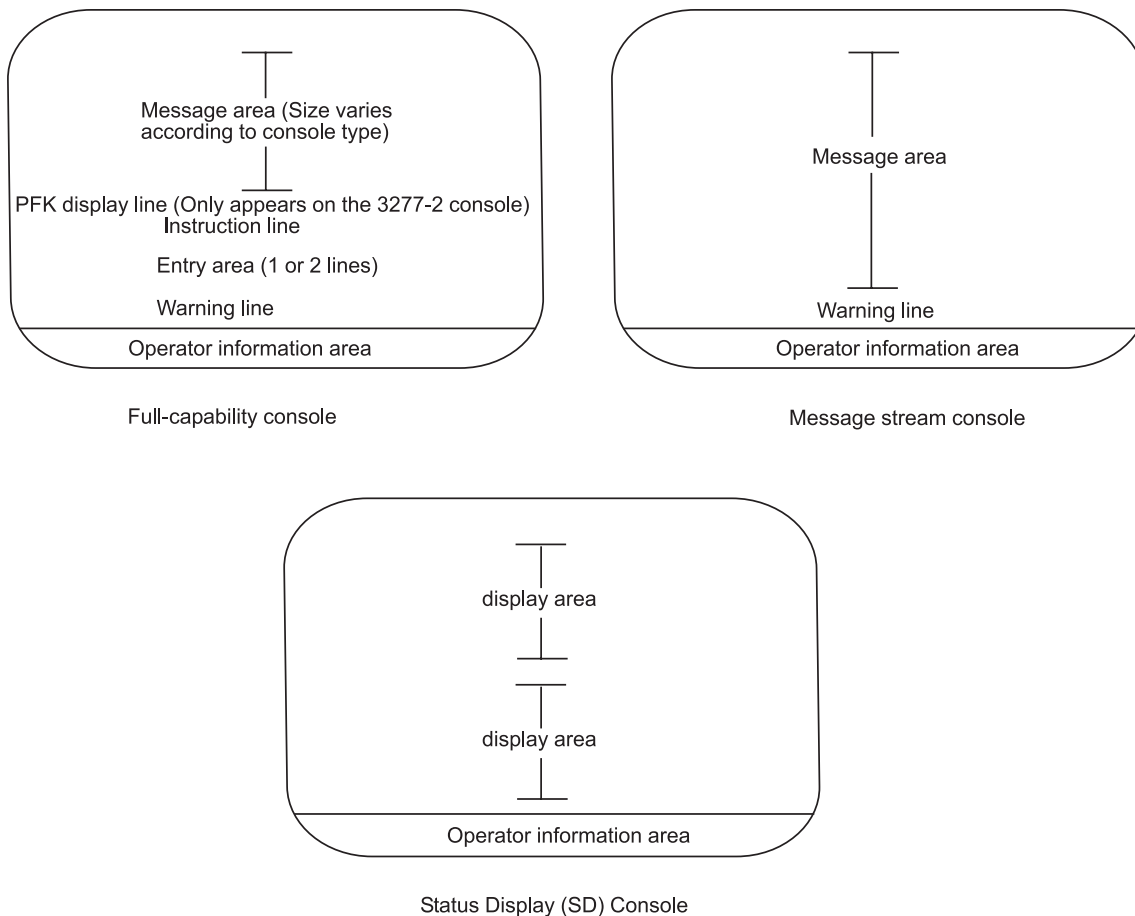 Message area (Size varies
according to console type)
PFK display line (Only appears on the 3277-2 console)
Instruction line
Entry area (1 or 2 lines)
Warning line
Operator information area
Full-capability console
Message area
Warning line
Operator information area
Message stream console
display area
display area
Operator information area
Status Display (SD) Console